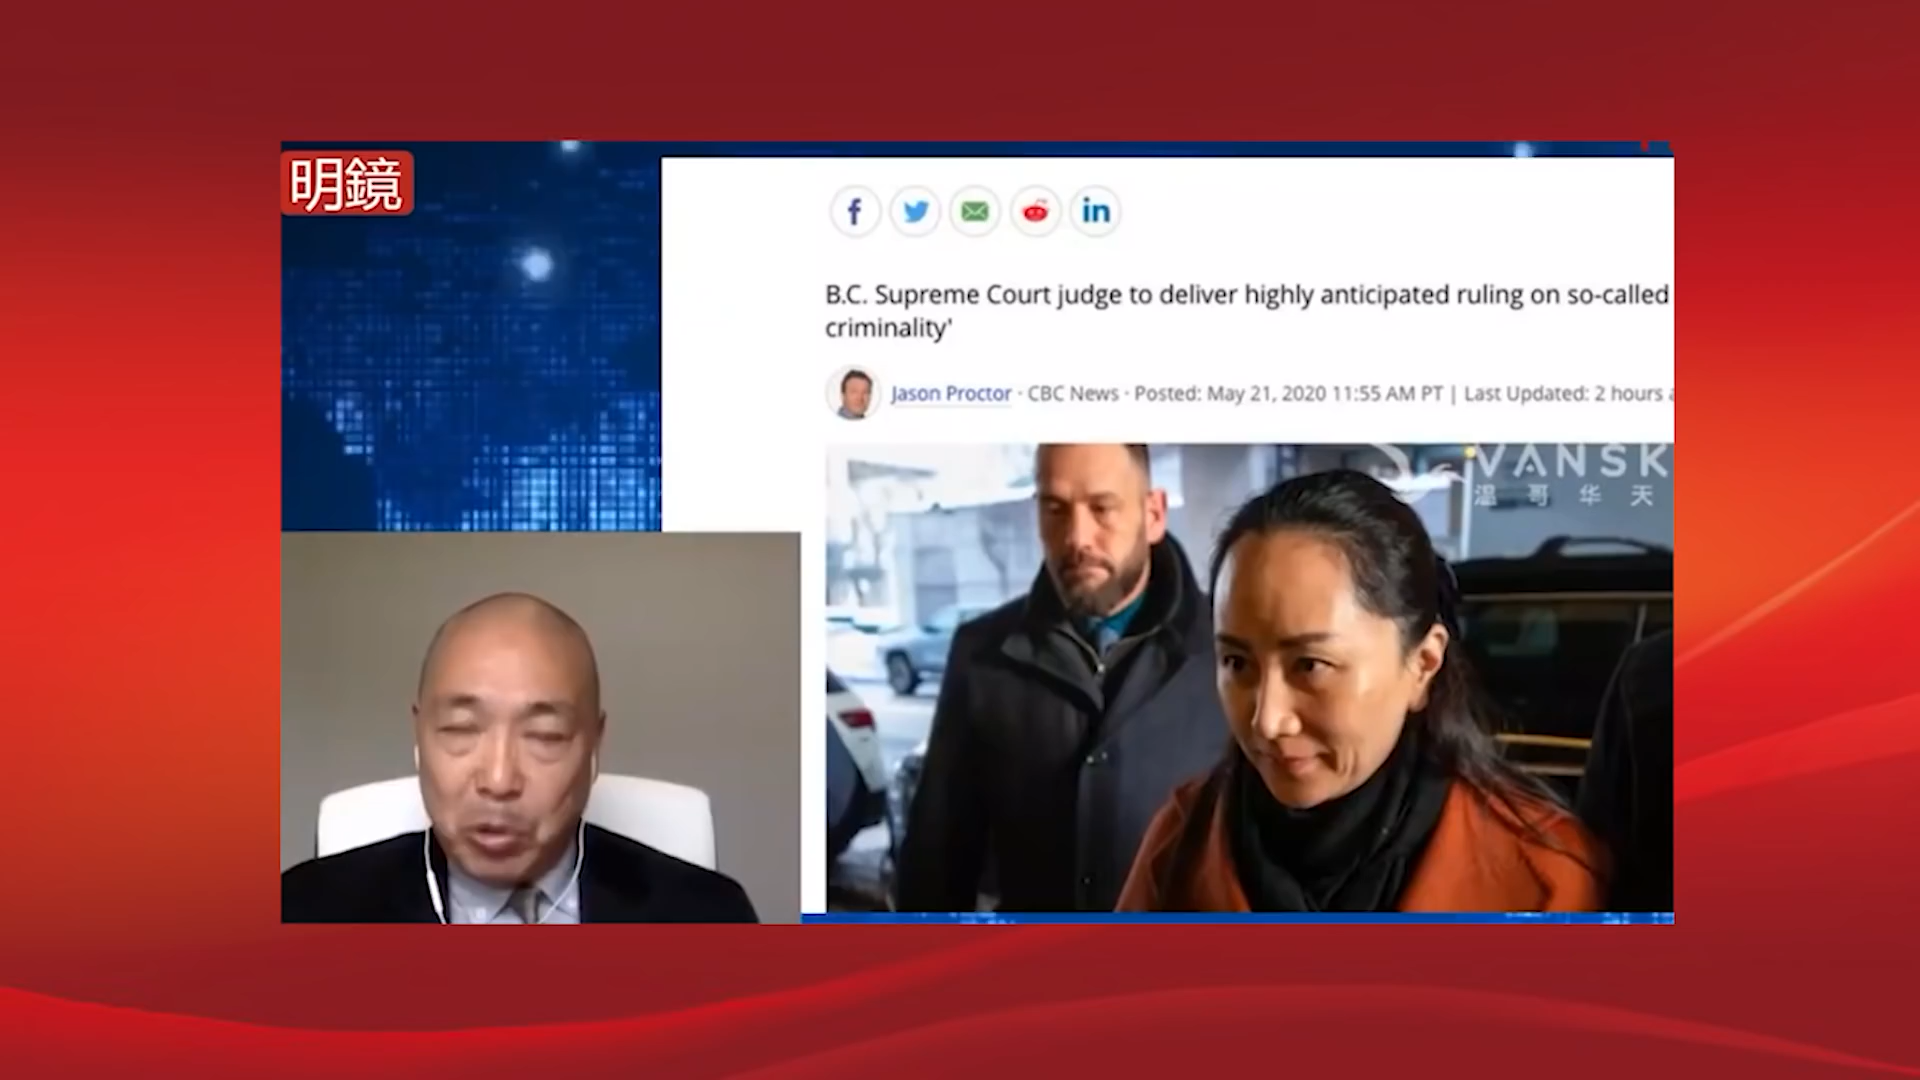 明鏡
B.C. Supreme Court judge to deliver highly anticipated ruling on so-called
criminality'
Jason Proctor · CBC News · Posted: May 21, 2020 11:55 AM PT | Last Updated: 2 hours a
VANSK
温哥华天